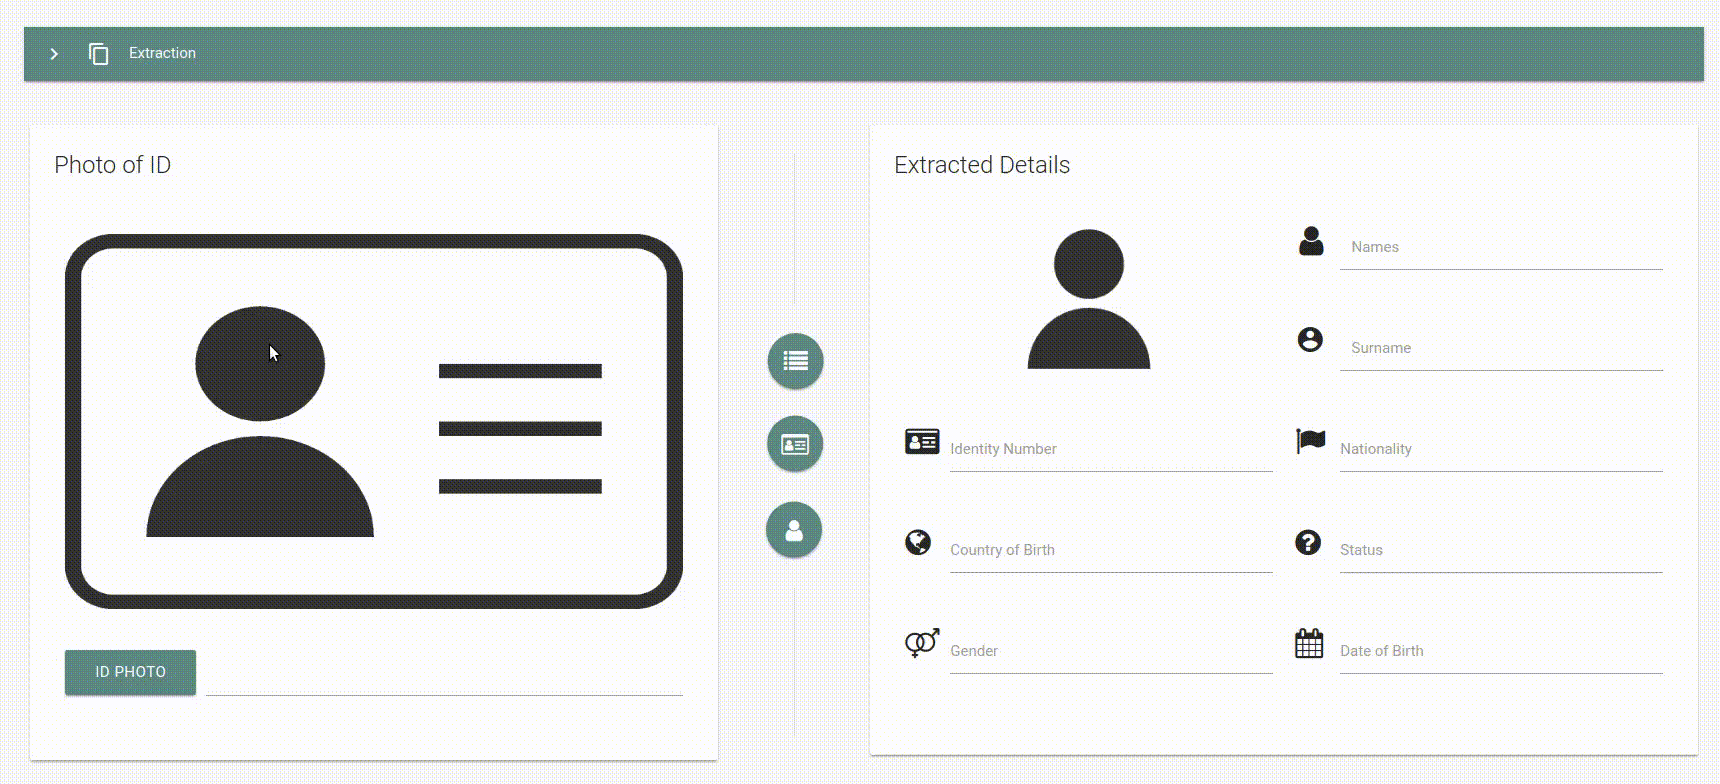 Extraction
Photo of ID
ID PHOTO
Extracted Details
Names
Surname
Identity Number
Nationality
Country of Birth
Status
Gender
Date of Birth